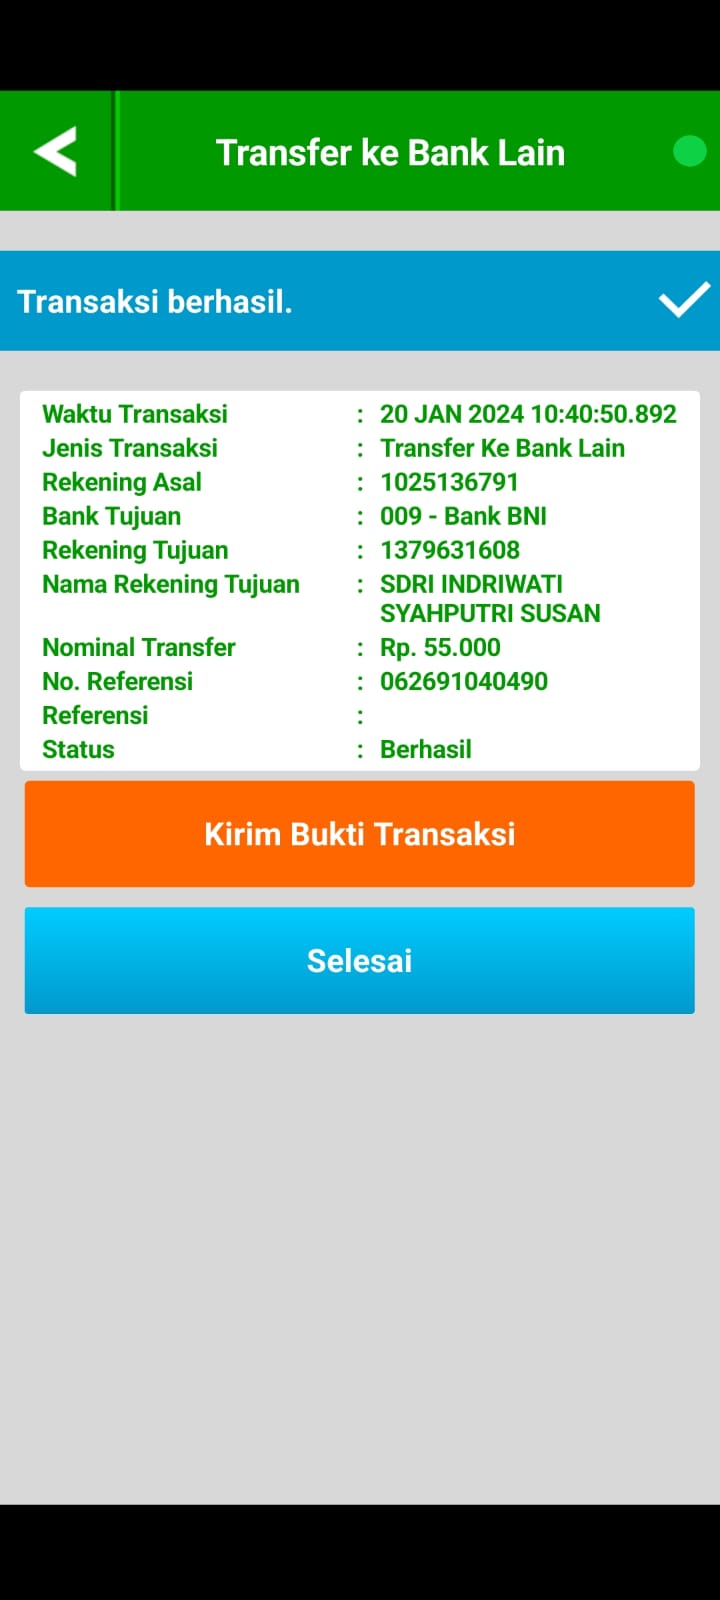 Transfer ke Bank Lain
Transaksi berhasil.
Waktu Transaksi : 20 JAN 2024 10:40:50.892
Jenis Transaksi : Transfer Ke Bank Lain
Rekening Asal : 1025136791
Bank Tujuan : 009 - Bank BNI
Rekening Tujuan : 1379631608
Nama Rekening Tujuan : SDRI INDRIWATI
SYAHPUTRI SUSAN
Nominal Transfer : Rp. 55.000
No. Referensi : 062691040490
Referensi :
Status : Berhasil
Kirim Bukti Transaksi
Selesai